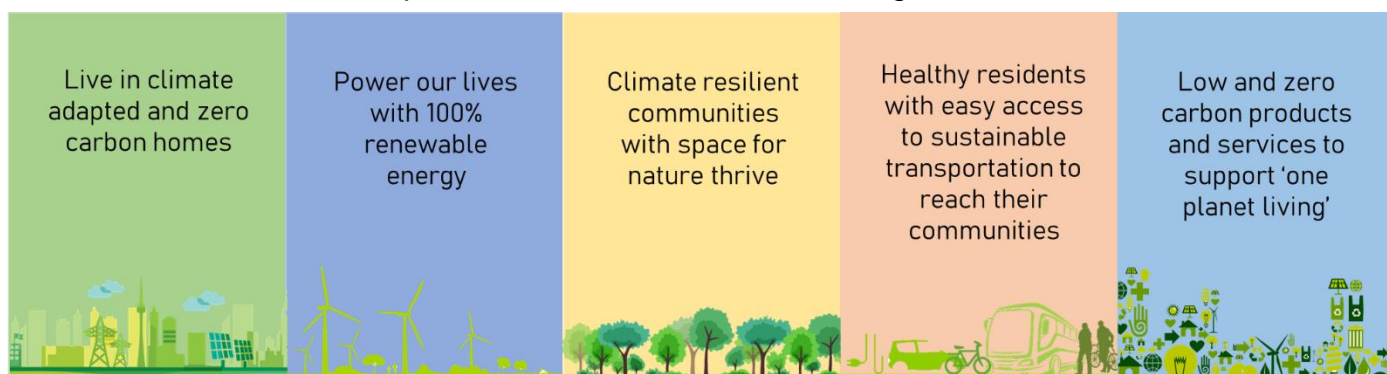 Live in climate
adapted and zero
carbon homes
Power our lives
with 100%
renewable
energy
Climate resilient
communities
with space for
nature thrive
Healthy residents
with easy access
to sustainable
transportation to
reach their
communities
Low and zero
carbon products
and services to
support ‘one
planet living’